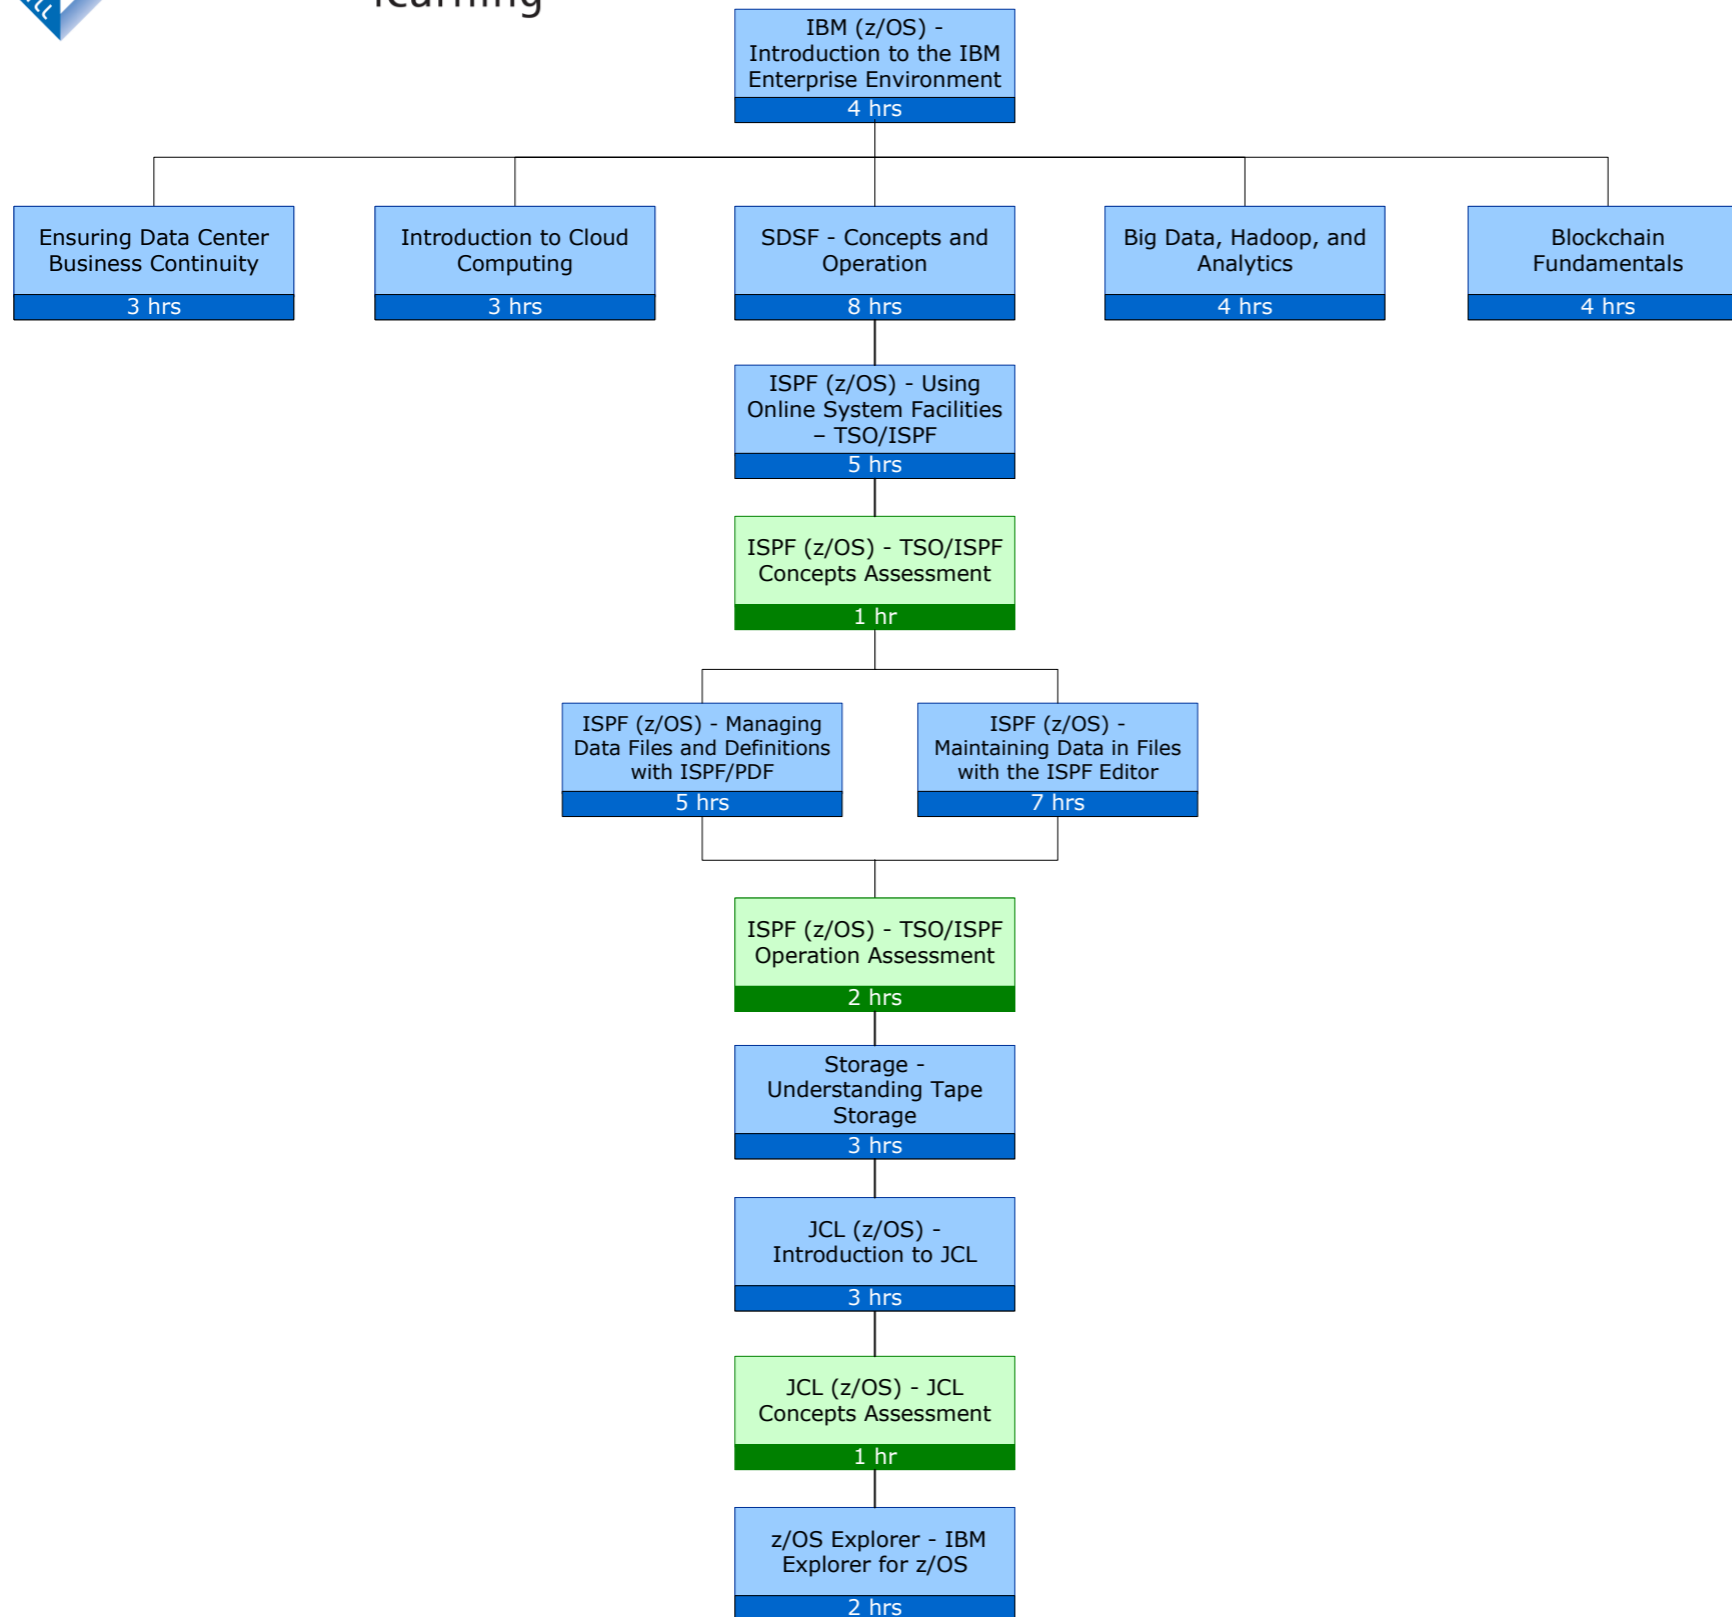 learning
IBM (z/OS) -
Introduction to the IBM
Enterprise Environment
4 hrs
Ensuring Data Center
Business Continuity
3 hrs
Introduction to Cloud
Computing
3 hrs
SDSF - Concepts and
Operation
8 hrs
Big Data, Hadoop, and
Analytics
4 hrs
Blockchain
Fundamentals
4 hrs
ISPF (z/OS) - Using
Online System Facilities
– TSO/ISPF
5 hrs
ISPF (z/OS) - TSO/ISPF
Concepts Assessment
1 hr
ISPF (z/OS) - Managing
Data Files and Definitions
with ISPF/PDF
5 hrs
ISPF (z/OS) -
Maintaining Data in Files
with the ISPF Editor
7 hrs
ISPF (z/OS) - TSO/ISPF
Operation Assessment
2 hrs
Storage -
Understanding Tape
Storage
3 hrs
JCL (z/OS) -
Introduction to JCL
3 hrs
JCL (z/OS) - JCL
Concepts Assessment
1 hr
z/OS Explorer - IBM
Explorer for z/OS
2 hrs